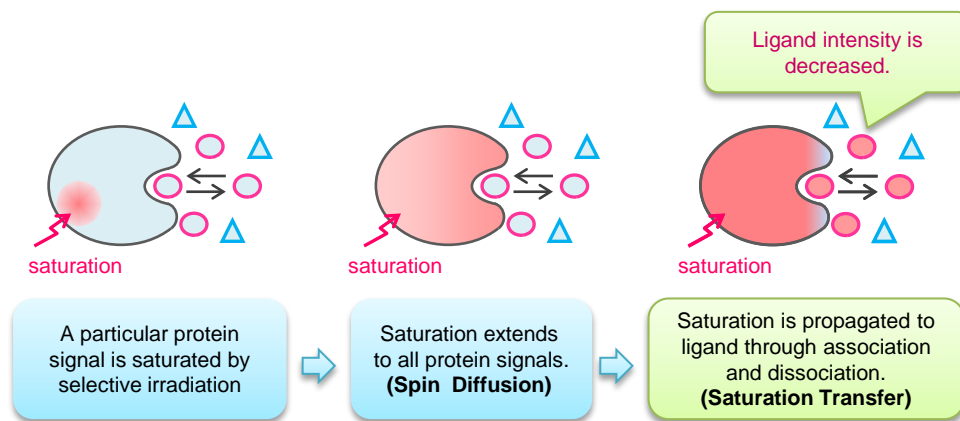 Ligand intensity is
decreased.
saturation
saturation
saturation
A particular protein
signal is saturated by
selective irradiation
Saturation extends
to all protein signals.
(Spin Diffusion)
Saturation is propagated to
ligand through association
and dissociation.
(Saturation Transfer)